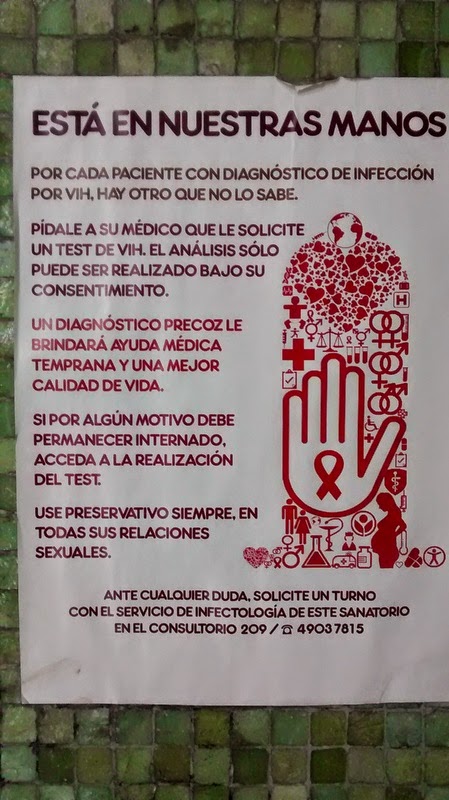 ESTÁ EN NUESTRAS MANOS
POR CADA PACIENTE CON DIAGNÓSTICO DE INFECCIÓN
POR VIH, HAY OTRO QUE NO LO SABE.
PÍDALE A SU MÉDICO QUE LE SOLICITE
UN TEST DE VIH. EL ANÁLISIS SÓLO
PUEDE SER REALIZADO BAJO SU
CONSENTIMIENTO.
UN DIAGNÓSTICO PRECOZ LE
BRINDARÁ AYUDA MÉDICA
TEMPRANA Y UNA MEJOR
CALIDAD DE VIDA.
SI POR ALGÚN MOTIVO DEBE
PERMANECER INTERNADO,
ACCEDA A LA REALIZACIÓN
DEL TEST.
USE PRESERVATIVO SIEMPRE, EN
TODAS SUS RELACIONES
SEXUALES.
H
ANTE CUALQUIER DUDA, SOLICITE UN TURNO
CON EL SERVICIO DE INFECTOLOGÍA DE ESTE SANATORIO
EN EL CONSULTORIO 209 / ☎ 49037815